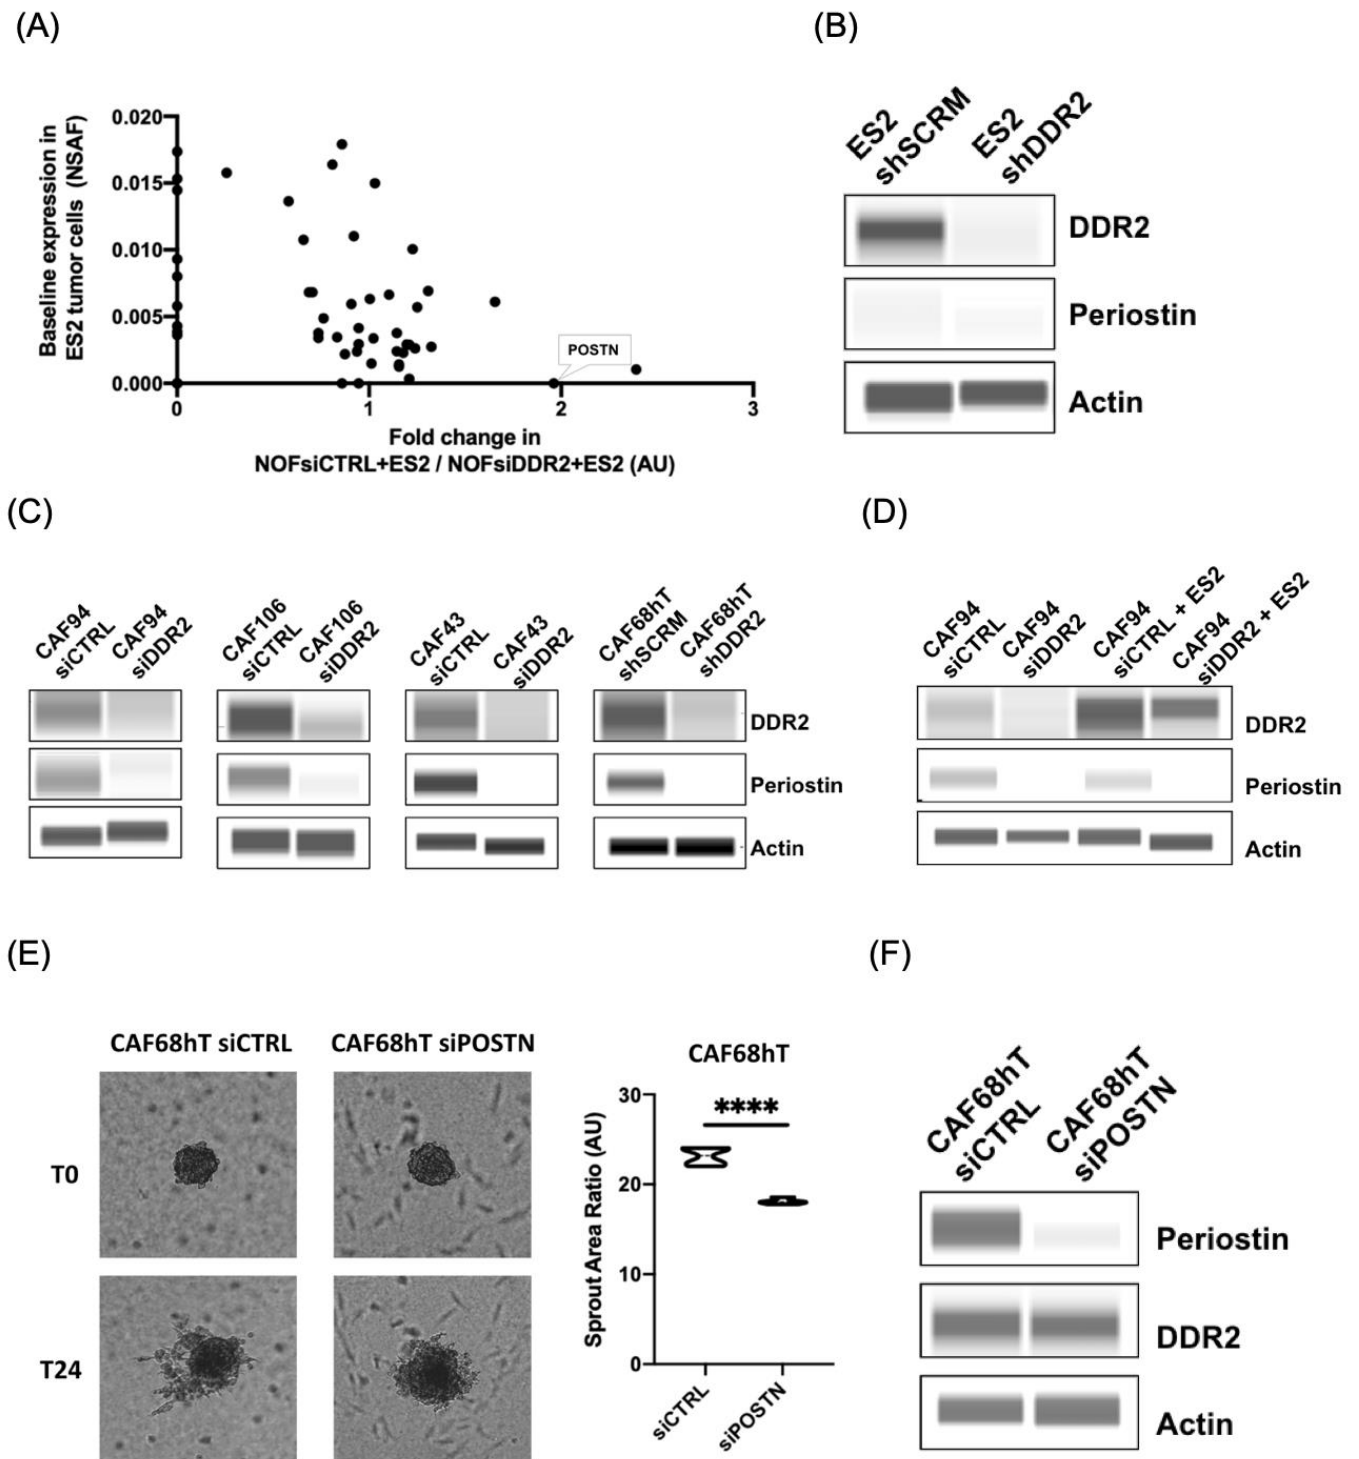 (A)
Baseline expression in
ES2 tumor cells (NSAF)
0.020
0.015
0.010
0.005
0.000
POSTN
0
1
2
3
Fold change in
NOFsiCTRL+ES2 / NOFsiDDR2+ES2 (AU)
(B)
ES2
shSCRM
ES2
shDDR2
DDR2
Periostin
Actin
(C)
CAF94
siCTRL
CAF94
siDDR2
CAF106
siCTRL
CAF106
siDDR2
CAF43
siCTRL
CAF43
siDDR2
CAF68hT
shSCRM
CAF68hT
shDDR2
DDR2
Periostin
Actin
(D)
CAF94
siCTRL
CAF94
siDDR2
CAF94
siCTRL + ES2
CAF94
siDDR2 + ES2
DDR2
Periostin
Actin
(E)
CAF68hT siCTRL
CAF68hT siPOSTN
T0
T24
CAF68hT
****
Sprout Area Ratio (AU)
30
20
10
0
siCTRL
siPOSTN
(F)
CAF68hT
siCTRL
CAF68hT
siPOSTN
Periostin
DDR2
Actin